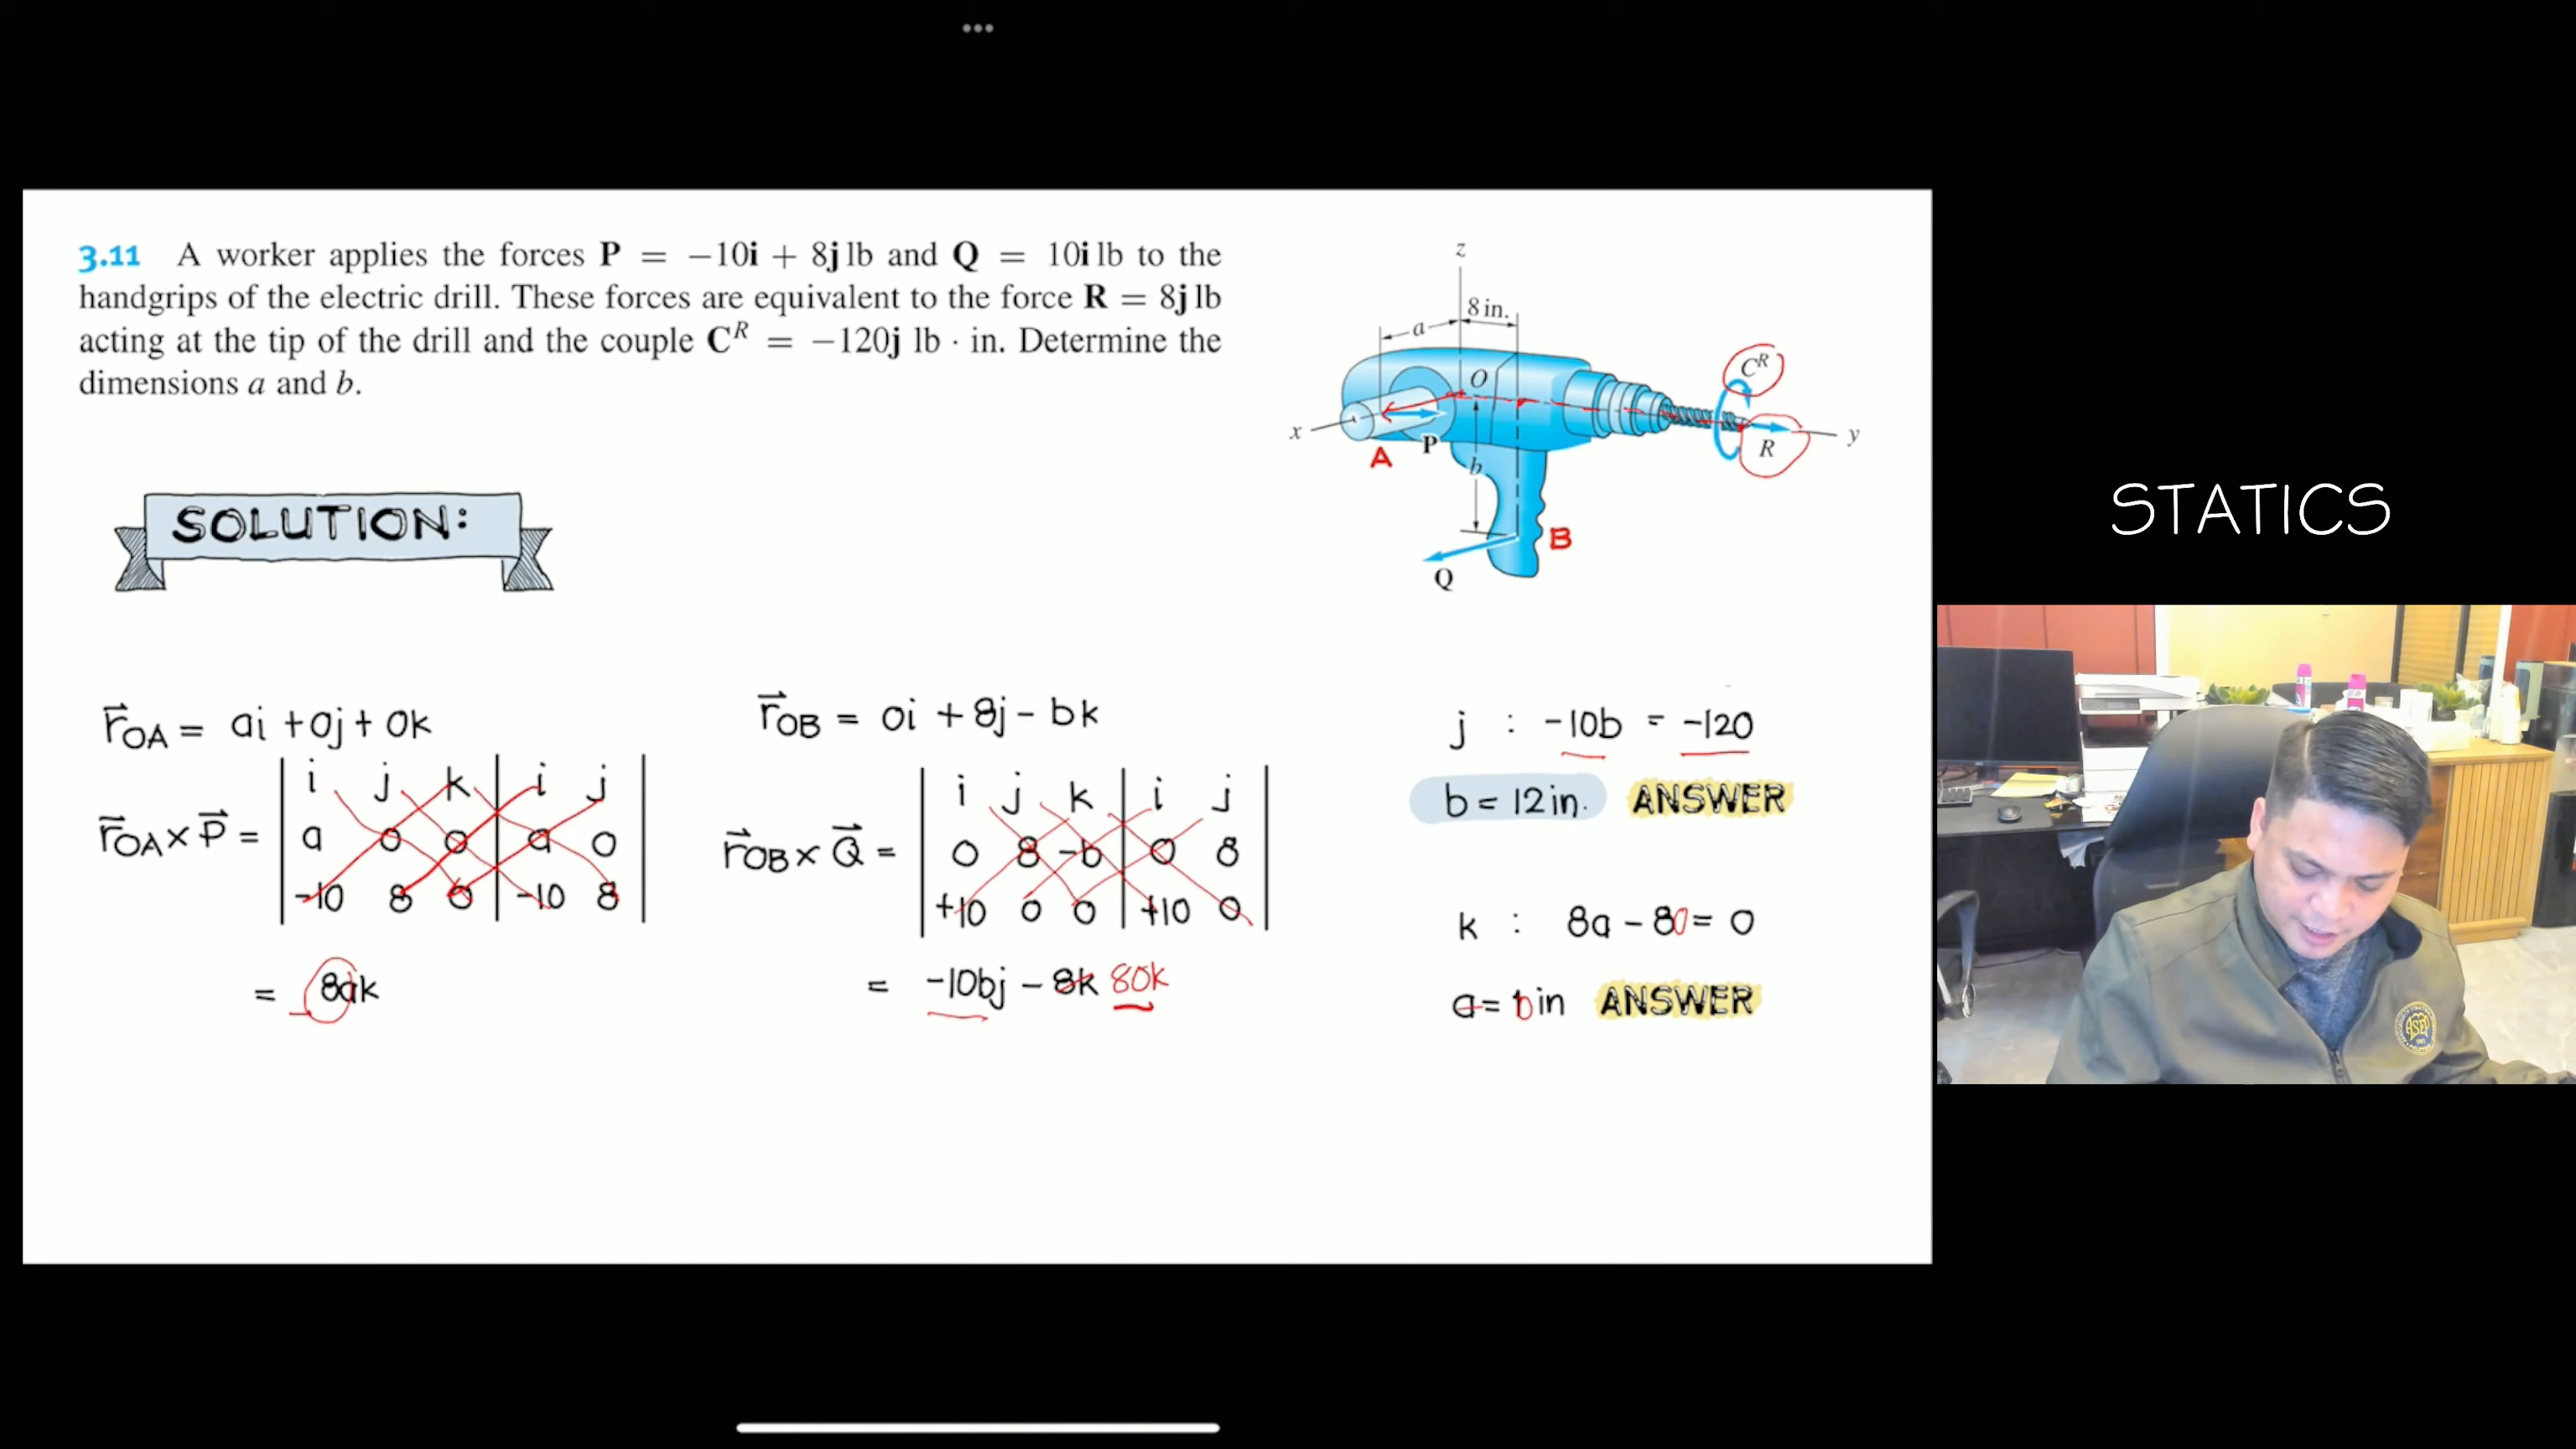 3.11 A worker applies the forces P = −10i + 8j lb and Q = 10i lb to the
handgrips of the electric drill. These forces are equivalent to the force R = 8j lb
acting at the tip of the drill and the couple Cᴿ = −120j lb · in. Determine the
dimensions a and b.
z
8 in.
a
O
Cᴿ
x
P
b
R
y
A
B
Q
STATICS
SOLUTION:
r⃗OA = ai + 0j + 0k
i j k | i j
r⃗OA × P⃗ = a 0 0 | a 0
-10 8 0 | -10 8
= 8ak
r⃗OB = 0i + 8j - bk
i j k | i j
r⃗OB × Q⃗ = 0 8 -b | 0 8
+10 0 0 | +10 0
= -10bj - 8k 80k
j : -10b = -120
b = 12 in. ANSWER
k : 8a - 80 = 0
a = in ANSWER